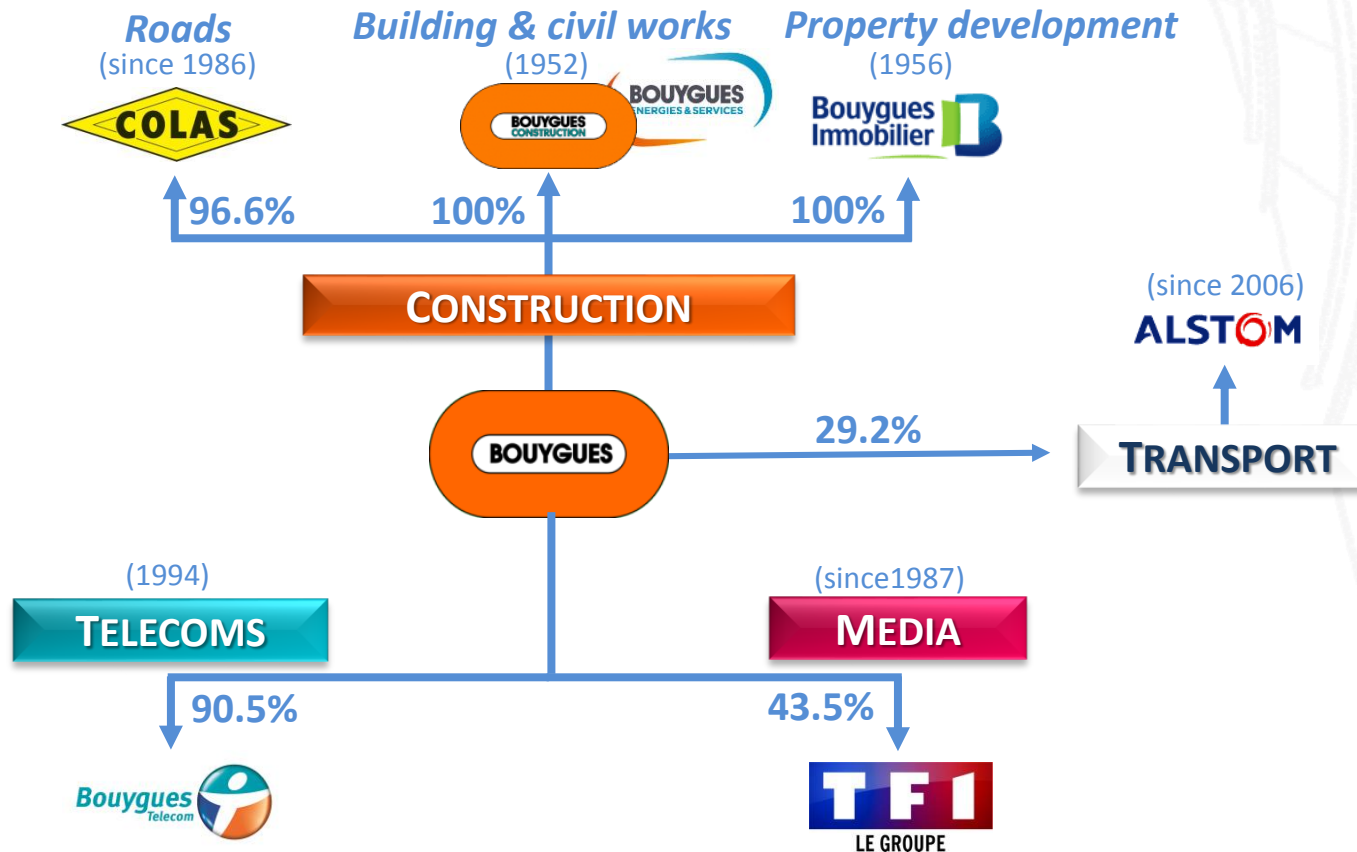 Roads
(since 1986)
COLAS
Building & civil works
(1952)
BOUYGUES
CONSTRUCTION
BOUYGUES
ENERGIES & SERVICES
Property development
(1956)
Bouygues
Immobilier
96.6%
100%
100%
CONSTRUCTION
(since 2006)
ALSTOM
BOUYGUES
29.2%
TRANSPORT
(1994)
TELECOMS
(since1987)
MEDIA
90.5%
43.5%
Bouygues
Telecom
TF1
LE GROUPE